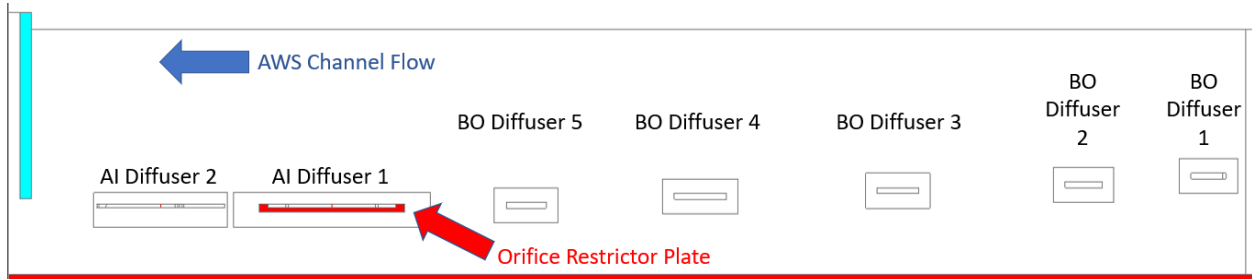 AWS Channel Flow
BO
Diffuser
2
BO
Diffuser
1
BO Diffuser 5
BO Diffuser 4
BO Diffuser 3
AI Diffuser 2
AI Diffuser 1
Orifice Restrictor Plate